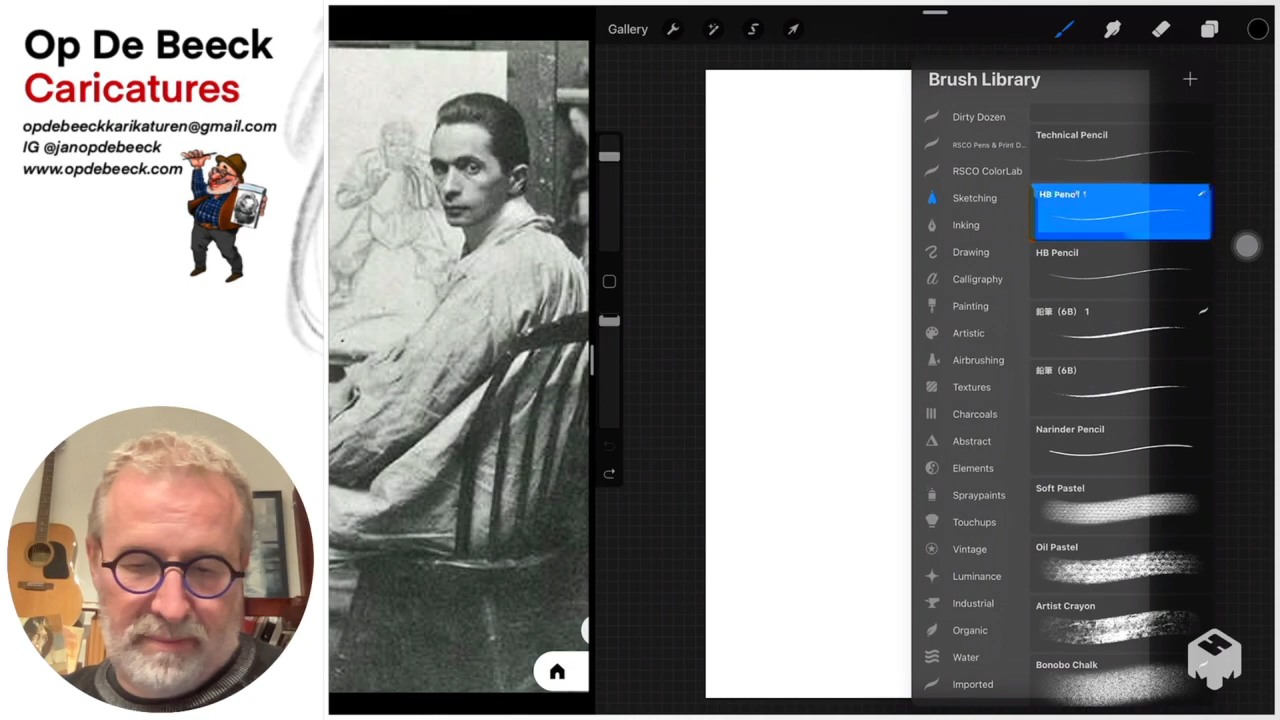 Op De Beeck
Caricatures
opdebeeckkarikaturen@gmail.com
IG @janopdebeeck
www.opdebeeck.com
Gallery
Brush Library
Dirty Dozen
RSCO Pens & Print D...
RSCO ColorLab
Sketching
Inking
Drawing
Calligraphy
Painting
Artistic
Airbrushing
Textures
Charcoals
Abstract
Elements
Spraypaints
Touchups
Vintage
Luminance
Industrial
Organic
Water
Imported
Technical Pencil
HB Pencil 1
HB Pencil
鉛筆（6B） 1
鉛筆（6B）
Narinder Pencil
Soft Pastel
Oil Pastel
Artist Crayon
Bonobo Chalk